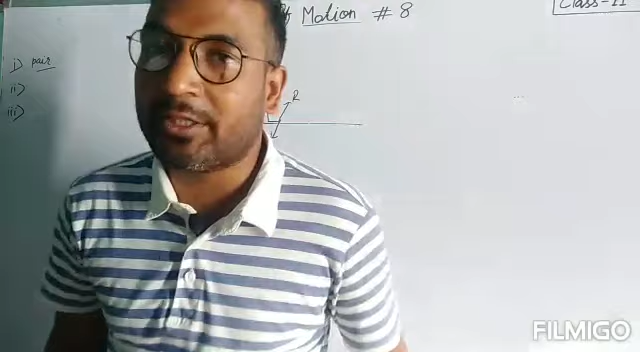 of Motion # 8
Class-11
i) pair
ii)
iii)
R
FILMIGO